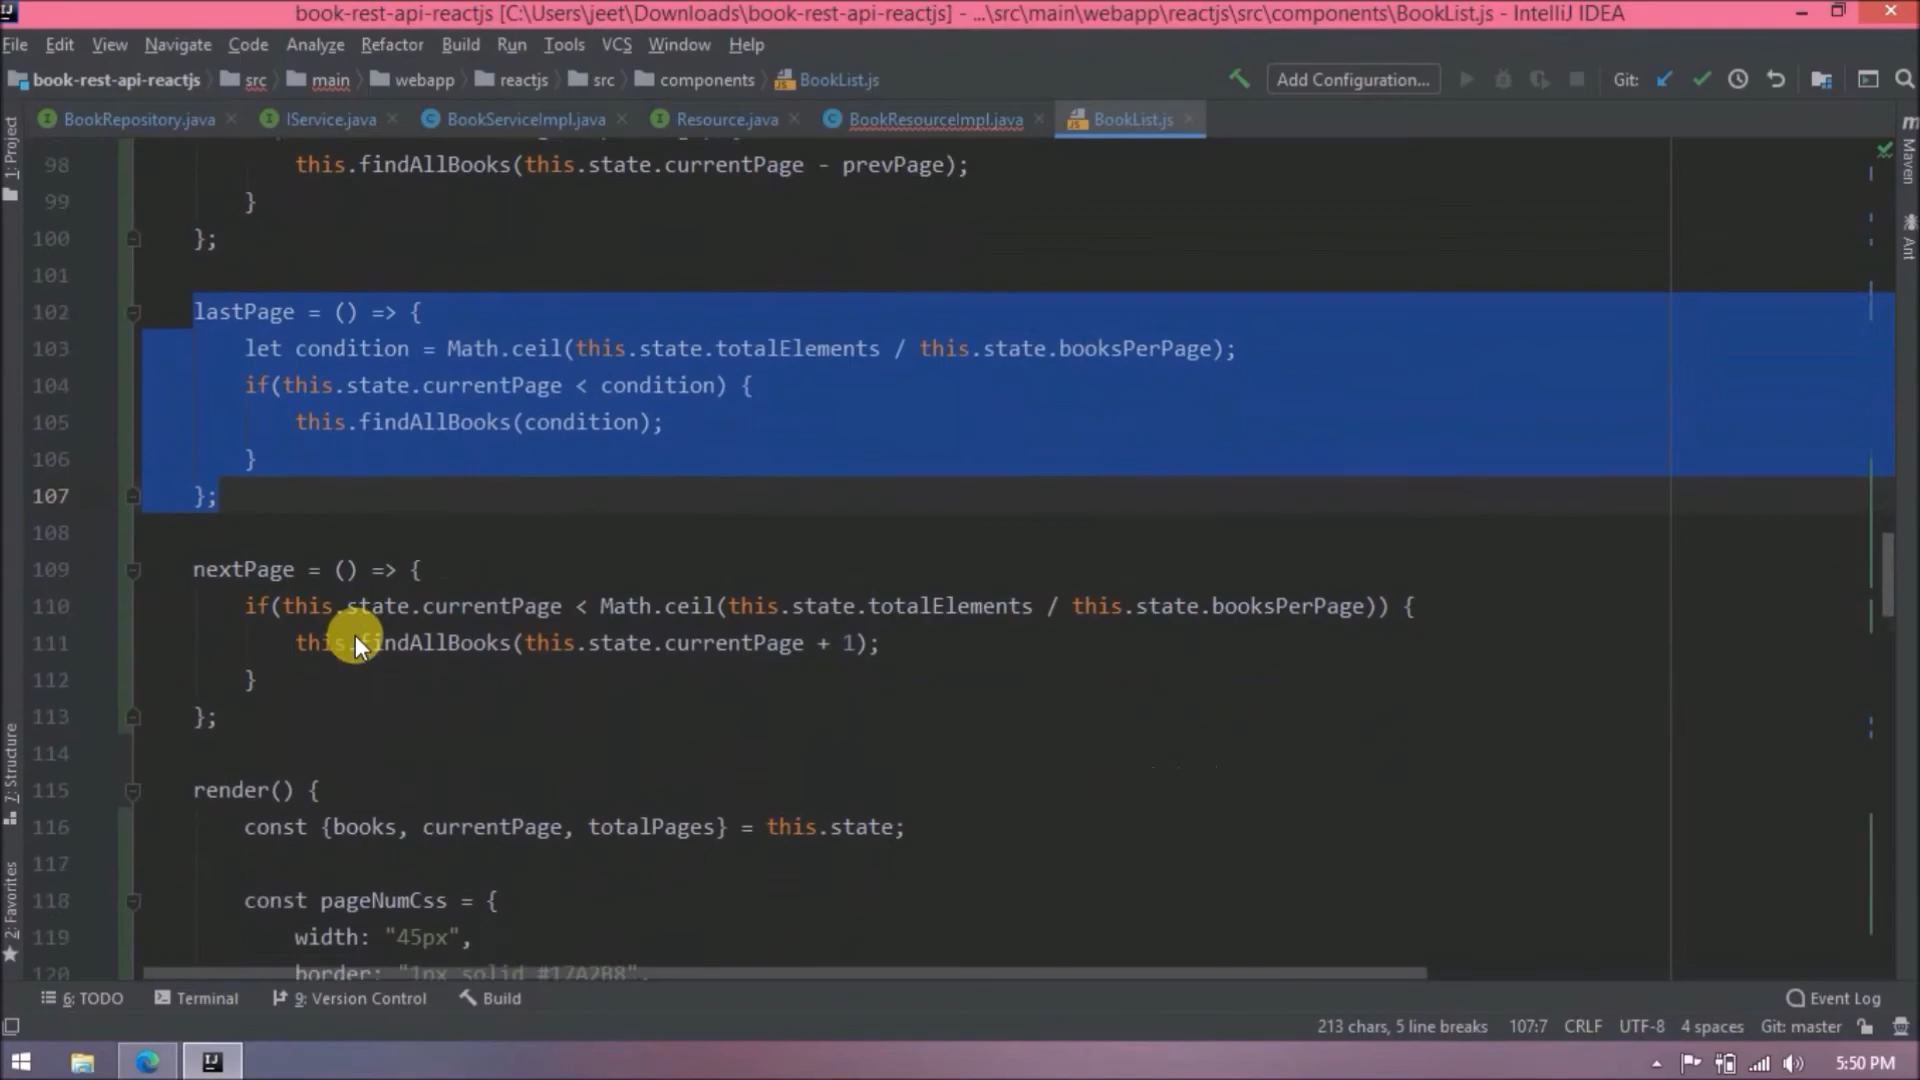 book-rest-api-reactjs [C:\Users\jeet\Downloads\book-rest-api-reactjs] - ...\src\main\webapp\reactjs\src\components\BookList.js - IntelliJ IDEA
File Edit View Navigate Code Analyze Refactor Build Run Tools VCS Window Help
book-rest-api-reactjs src main webapp reactjs src components BookList.js Add Configuration... Git:
BookRepository.java IService.java BookServiceImpl.java Resource.java BookResourceImpl.java BookList.js
1: Project
7: Structure
2: Favorites
Maven
Ant
98 this.findAllBooks(this.state.currentPage - prevPage);
99 }
100 };
101
102 lastPage = () => {
103 let condition = Math.ceil(this.state.totalElements / this.state.booksPerPage);
104 if(this.state.currentPage < condition) {
105 this.findAllBooks(condition);
106 }
107 };
108
109 nextPage = () => {
110 if(this.state.currentPage < Math.ceil(this.state.totalElements / this.state.booksPerPage)) {
111 this.findAllBooks(this.state.currentPage + 1);
112 }
113 };
114
115 render() {
116 const {books, currentPage, totalPages} = this.state;
117
118 const pageNumCss = {
119 width: "45px",
120 border: "1px solid #17A2B8",
6: TODO Terminal 9: Version Control Build Event Log
213 chars, 5 line breaks 107:7 CRLF UTF-8 4 spaces Git: master
5:50 PM